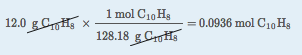 12.0 g C₁₀H₈ × 1 mol C₁₀H₈ / 128.18 g C₁₀H₈ = 0.0936 mol C₁₀H₈